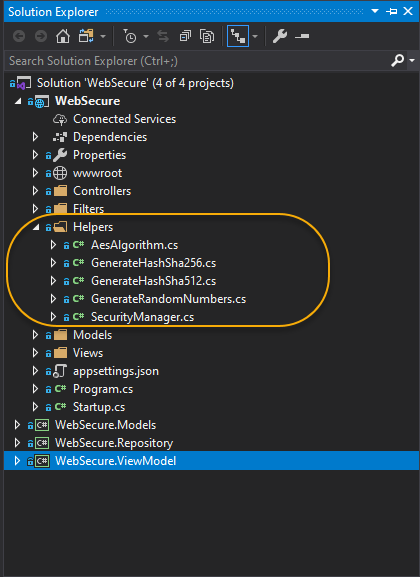 Solution Explorer
Search Solution Explorer (Ctrl+;)
Solution 'WebSecure' (4 of 4 projects)
WebSecure
Connected Services
Dependencies
Properties
wwwroot
Controllers
Filters
Helpers
C# AesAlgorithm.cs
C# GenerateHashSha256.cs
C# GenerateHashSha512.cs
C# GenerateRandomNumbers.cs
C# SecurityManager.cs
Models
Views
appsettings.json
C# Program.cs
C# Startup.cs
C# WebSecure.Models
C# WebSecure.Repository
C# WebSecure.ViewModel